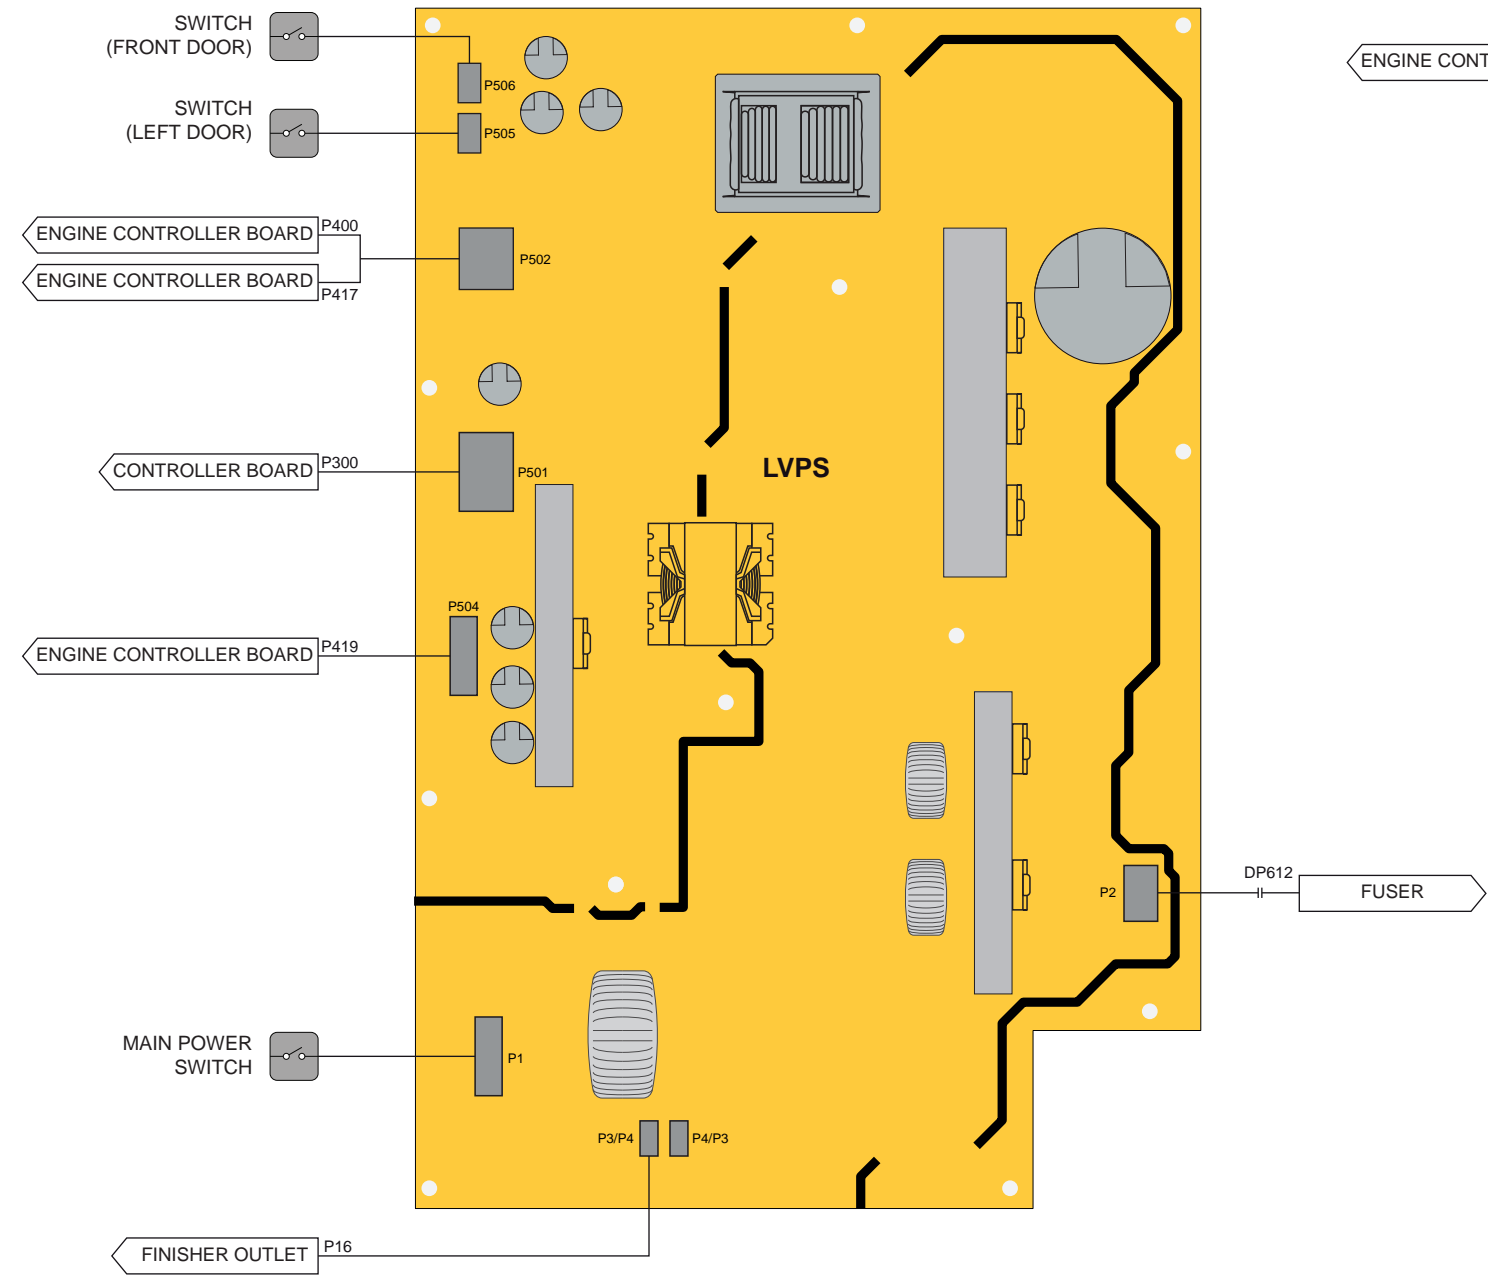 SWITCH
(FRONT DOOR)
P506
ENGINE CONT
SWITCH
(LEFT DOOR)
P505
ENGINE CONTROLLER BOARD
P400
ENGINE CONTROLLER BOARD
P417
P502
CONTROLLER BOARD
P300
P501
LVPS
P504
ENGINE CONTROLLER BOARD
P419
P2
DP612
FUSER
MAIN POWER
SWITCH
P1
P3/P4
P4/P3
FINISHER OUTLET
P16